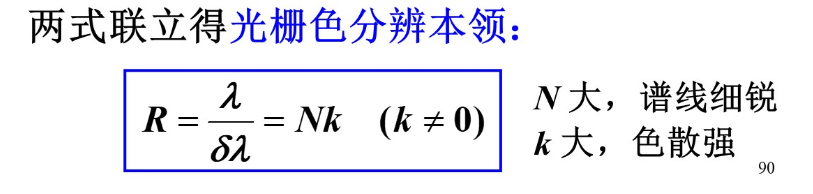 两式联立得光栅色分辨本领：
R = λ/δλ = Nk (k ≠ 0)
N 大，谱线细锐
k 大，色散强
90